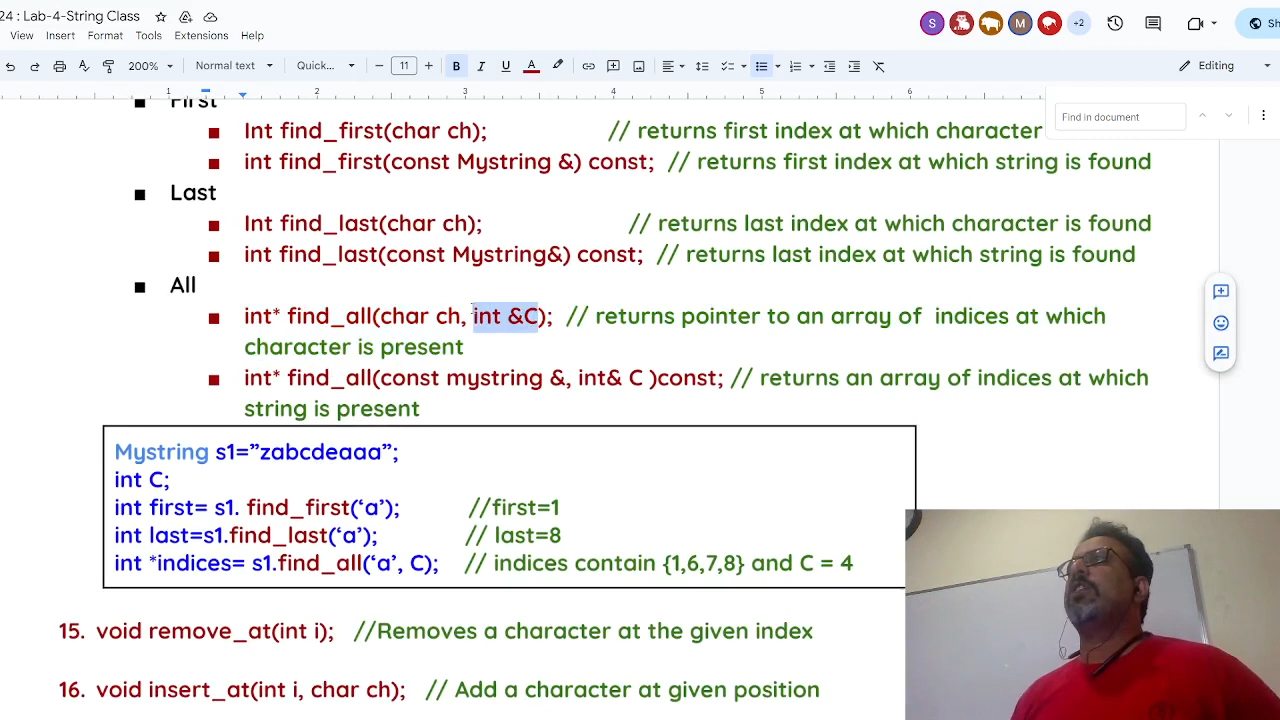 24 : Lab-4-String Class
View Insert Format Tools Extensions Help
S M +2 Sh
200% Normal text Quick... 11 B I U A Editing
1 2 3 4 5 6
Find in document
First
Int find_first(char ch); // returns first index at which character
int find_first(const Mystring &) const; // returns first index at which string is found
Last
Int find_last(char ch); // returns last index at which character is found
int find_last(const Mystring&) const; // returns last index at which string is found
All
int* find_all(char ch, int &C); // returns pointer to an array of indices at which
character is present
int* find_all(const mystring &, int& C )const; // returns an array of indices at which
string is present
Mystring s1=”zabcdeaaa”;
int C;
int first= s1. find_first(‘a’); //first=1
int last=s1.find_last(‘a’); // last=8
int *indices= s1.find_all(‘a’, C); // indices contain {1,6,7,8} and C = 4
15. void remove_at(int i); //Removes a character at the given index
16. void insert_at(int i, char ch); // Add a character at given position